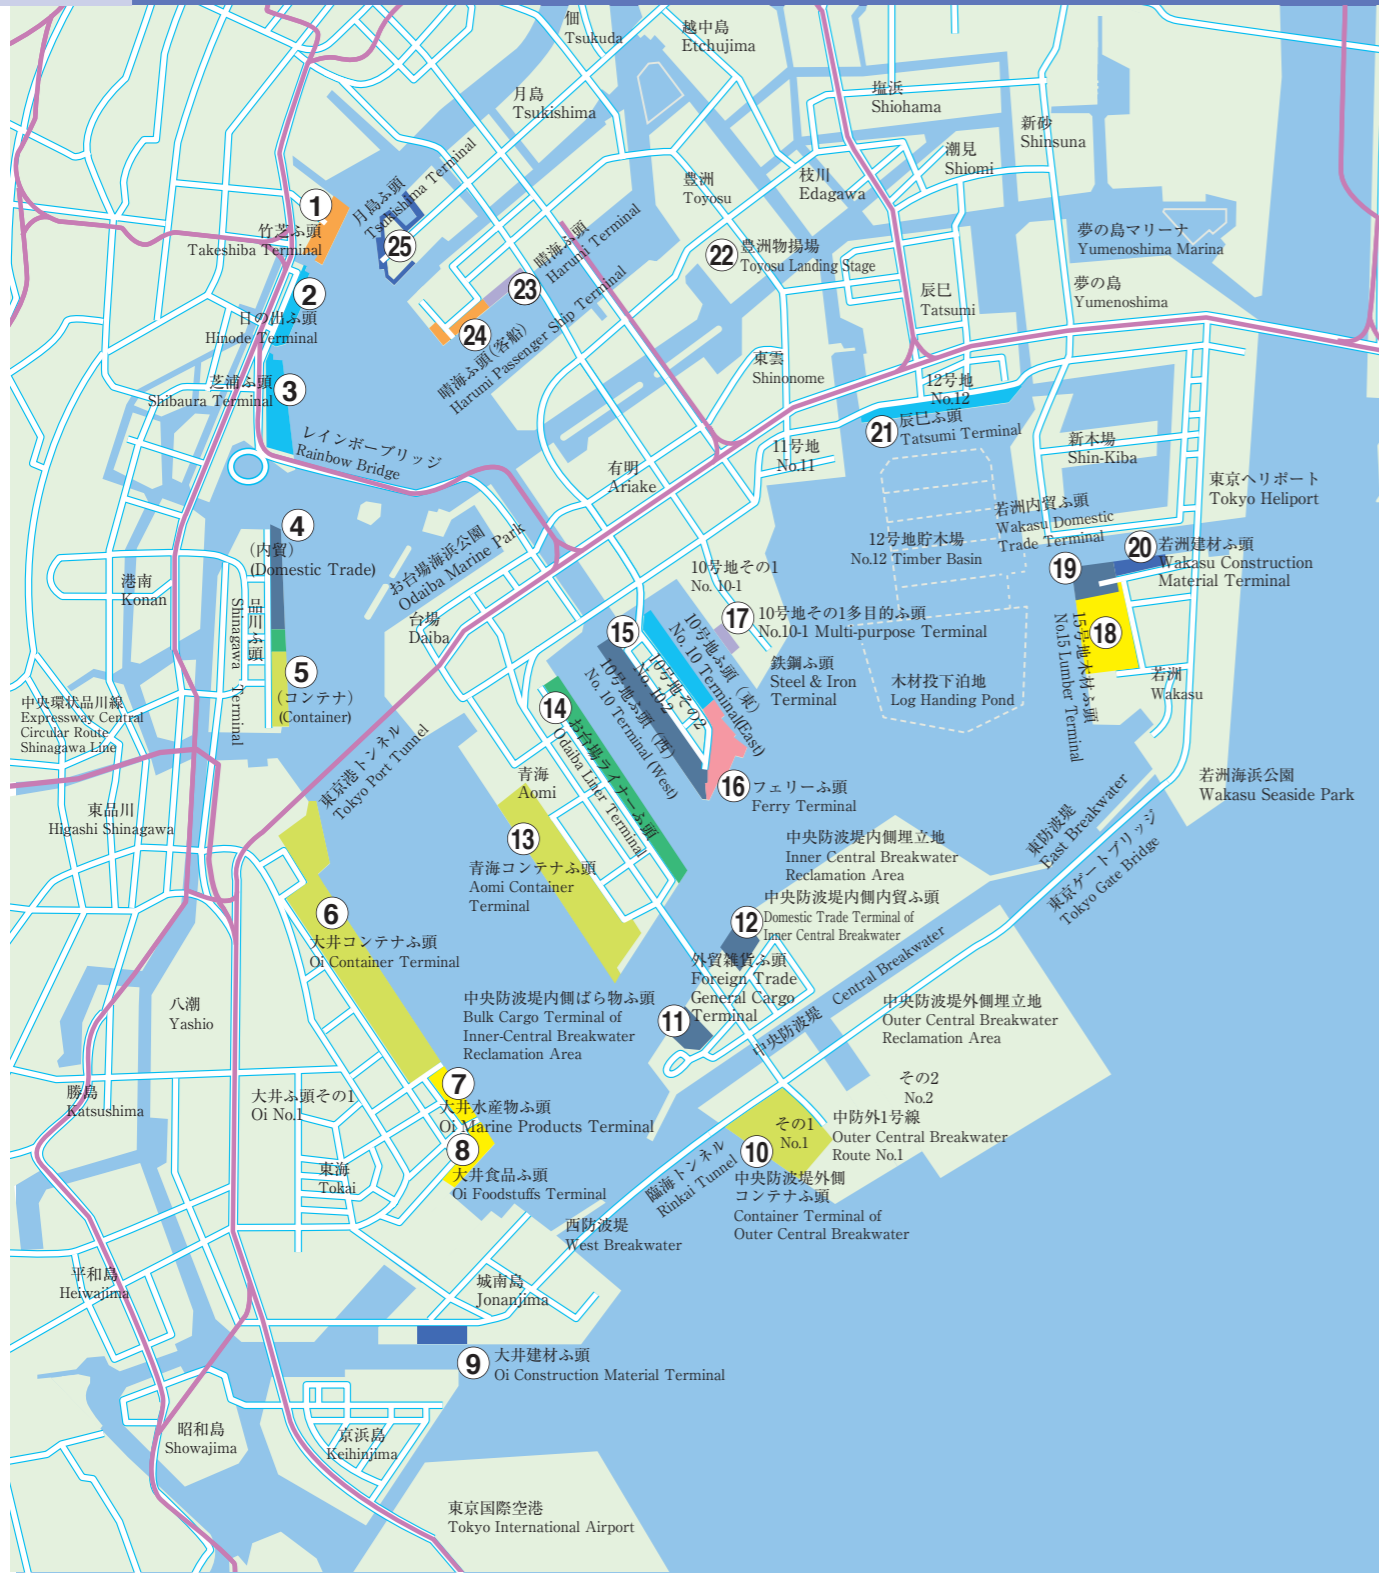 佃
Tsukuda
越中島
Etchujima
月島
Tsukishima
塩浜
Shiohama
新砂
Shinsuna
潮見
Shiomi
枝川
Edagawa
豊洲
Toyosu
1
竹芝ふ頭
Takeshiba Terminal
月島ふ頭
Tsukishima Terminal
25
2
日の出ふ頭
Hinode Terminal
晴海ふ頭
Harumi Terminal
23
24
晴海ふ頭(客船)
Harumi Passenger Ship Terminal
22
豊洲物揚場
Toyosu Landing Stage
夢の島マリーナ
Yumenoshima Marina
夢の島
Yumenoshima
辰巳
Tatsumi
東雲
Shinonome
3
芝浦ふ頭
Shibaura Terminal
12号地
No.12
21
辰巳ふ頭
Tatsumi Terminal
11号地
No.11
新木場
Shin-Kiba
レインボーブリッジ
Rainbow Bridge
有明
Ariake
東京ヘリポート
Tokyo Heliport
4
(内貿)
(Domestic Trade)
港南
Konan
品川ふ頭
Shinagawa Terminal
5
(コンテナ)
(Container)
お台場海浜公園
Odaiba Marine Park
台場
Daiba
12号地貯木場
No.12 Timber Basin
若洲内貿ふ頭
Wakasu Domestic
Trade Terminal
19
20
若洲建材ふ頭
Wakasu Construction
Material Terminal
10号地その1
No. 10-1
17
10号地その1多目的ふ頭
No.10-1 Multi-purpose Terminal
15
10号地ふ頭(東)
No. 10 Terminal(East)
10号地その2
No. 10-2
10号地ふ頭(西)
No. 10 Terminal (West)
鉄鋼ふ頭
Steel & Iron
Terminal
木材投下泊地
Log Handing Pond
18
15号地木材ふ頭
No.15 Lumber Terminal
若洲
Wakasu
中央環状品川線
Expressway Central
Circular Route
Shinagawa Line
東京港トンネル
Tokyo Port Tunnel
14
お台場ライナーふ頭
Odaiba Liner Terminal
青海
Aomi
16
フェリーふ頭
Ferry Terminal
若洲海浜公園
Wakasu Seaside Park
東品川
Higashi Shinagawa
13
青海コンテナふ頭
Aomi Container
Terminal
中央防波堤内側埋立地
Inner Central Breakwater
Reclamation Area
東防波堤
East Breakwater
東京ゲートブリッジ
Tokyo Gate Bridge
6
大井コンテナふ頭
Oi Container Terminal
12
中央防波堤内側内貿ふ頭
Domestic Trade Terminal of
Inner Central Breakwater
外貿雑貨ふ頭
Foreign Trade
General Cargo
Terminal
11
中央防波堤内側ばら物ふ頭
Bulk Cargo Terminal of
Inner-Central Breakwater
Reclamation Area
中央防波堤
Central Breakwater
中央防波堤外側埋立地
Outer Central Breakwater
Reclamation Area
八潮
Yashio
勝島
Katsushima
大井ふ頭その1
Oi No.1
7
大井水産物ふ頭
Oi Marine Products Terminal
8
大井食品ふ頭
Oi Foodstuffs Terminal
東海
Tokai
その2
No.2
その1
No.1
中防外1号線
Outer Central Breakwater
Route No.1
10
中央防波堤外側
コンテナふ頭
Container Terminal of
Outer Central Breakwater
臨海トンネル
Rinkai Tunnel
西防波堤
West Breakwater
平和島
Heiwajima
城南島
Jonanjima
9
大井建材ふ頭
Oi Construction Material Terminal
昭和島
Showajima
京浜島
Keihinjima
東京国際空港
Tokyo International Airport